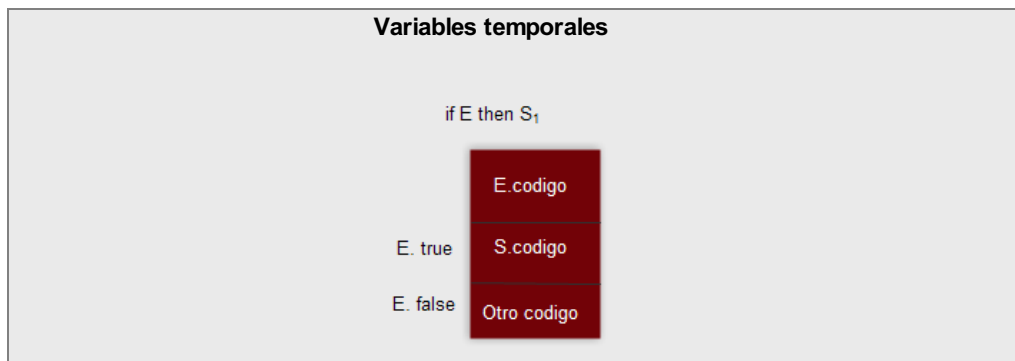 Variables temporales
if E then S₁
E.codigo
E. true
S.codigo
E. false
Otro codigo